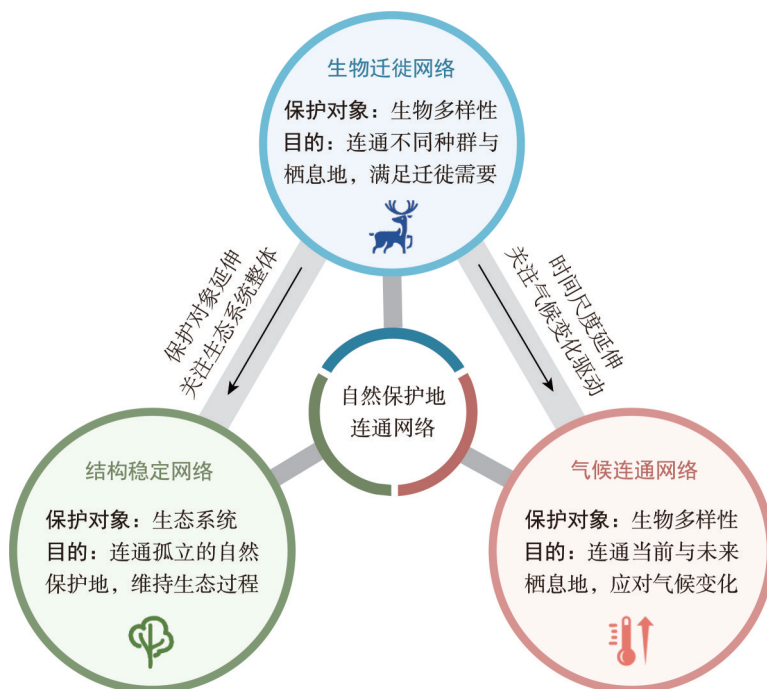 生物迁徙网络
保护对象：生物多样性
目的：连通不同种群与
栖息地，满足迁徙需要
保护对象延伸
关注生态系统整体
时间尺度延伸
关注气候变化驱动
自然保护地
连通网络
结构稳定网络
保护对象：生态系统
目的：连通孤立的自然
保护地，维持生态过程
气候连通网络
保护对象：生物多样性
目的：连通当前与未来
栖息地，应对气候变化